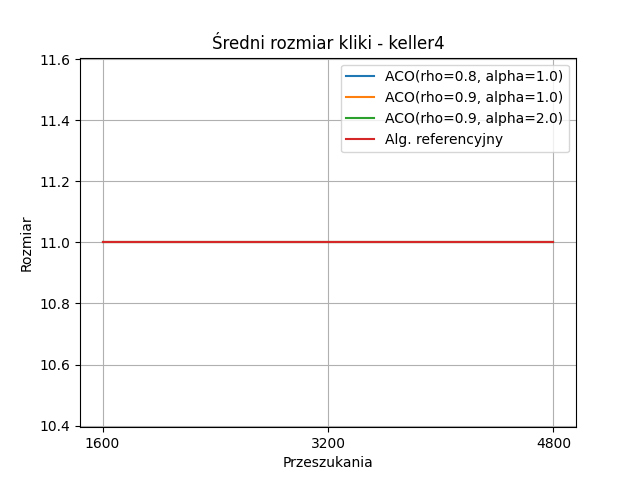 Średni rozmiar kliki - keller4
ACO(rho=0.8, alpha=1.0)
ACO(rho=0.9, alpha=1.0)
ACO(rho=0.9, alpha=2.0)
Alg. referencyjny
Rozmiar
11.6
11.4
11.2
11.0
10.8
10.6
10.4
1600 3200 4800
Przeszukania